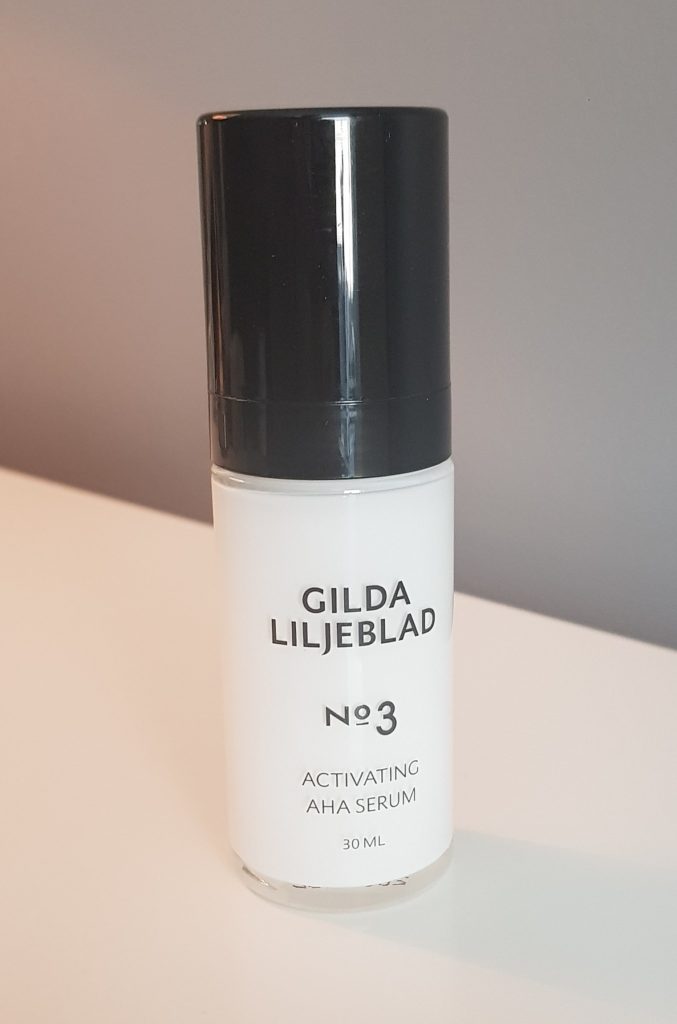 GILDA
LILJEBLAD
Nº3
ACTIVATING
AHA SERUM
30 ML